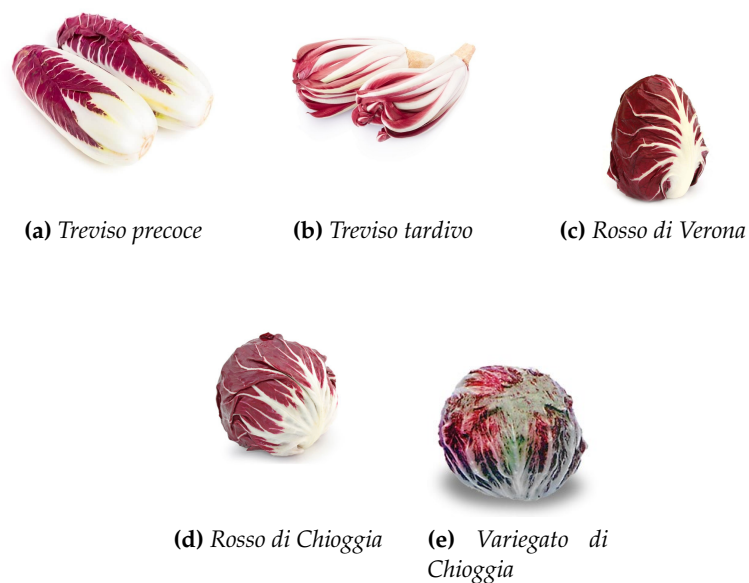 (a) Treviso precoce
(b) Treviso tardivo
(c) Rosso di Verona
(d) Rosso di Chioggia
(e) Variegato di
Chioggia